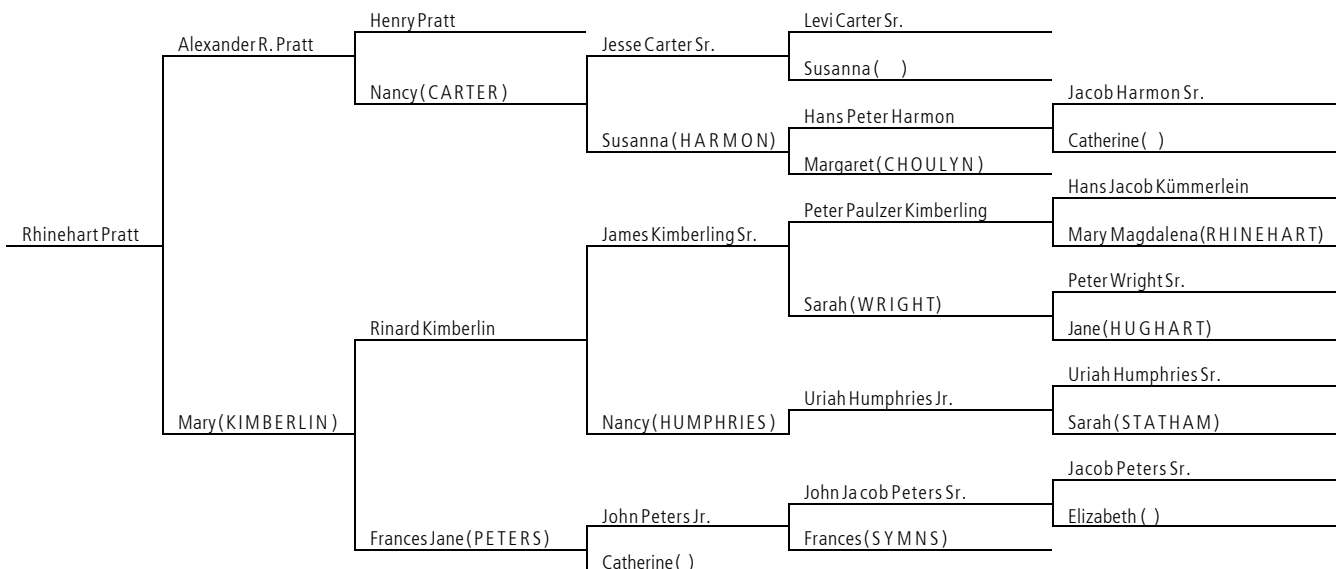 Henry Pratt
Levi Carter Sr.
Alexander R. Pratt
Jesse Carter Sr.
Susanna ( )
Nancy (CARTER)
Jacob Harmon Sr.
Hans Peter Harmon
Susanna (HARMON)
Catherine ( )
Margaret (CHOULYN)
Hans Jacob Kümmerlein
Peter Paulzer Kimberling
Rhinehart Pratt
James Kimberling Sr.
Mary Magdalena (RHINEHART)
Peter Wright Sr.
Sarah (WRIGHT)
Rinard Kimberlin
Jane (HUGHART)
Uriah Humphries Sr.
Uriah Humphries Jr.
Mary (KIMBERLIN)
Nancy (HUMPHRIES)
Sarah (STATHAM)
Jacob Peters Sr.
John Jacob Peters Sr.
John Peters Jr.
Elizabeth ( )
Frances Jane (PETERS)
Frances (SYMNS)
Catherine ( )